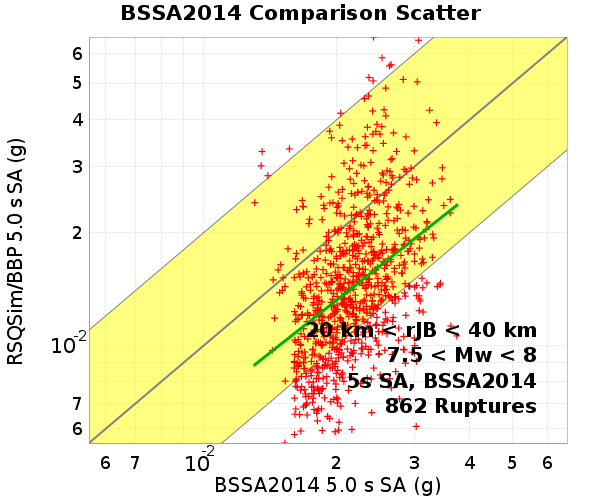 BSSA2014 Comparison Scatter
RSQSim/BBP 5.0 s SA (g)
6
5
4
3
2
10-2
7
6
20 km < rJB < 40 km
7.5 < Mw < 8
5s SA, BSSA2014
862 Ruptures
6 7 10-2 2 3 4 5 6
BSSA2014 5.0 s SA (g)